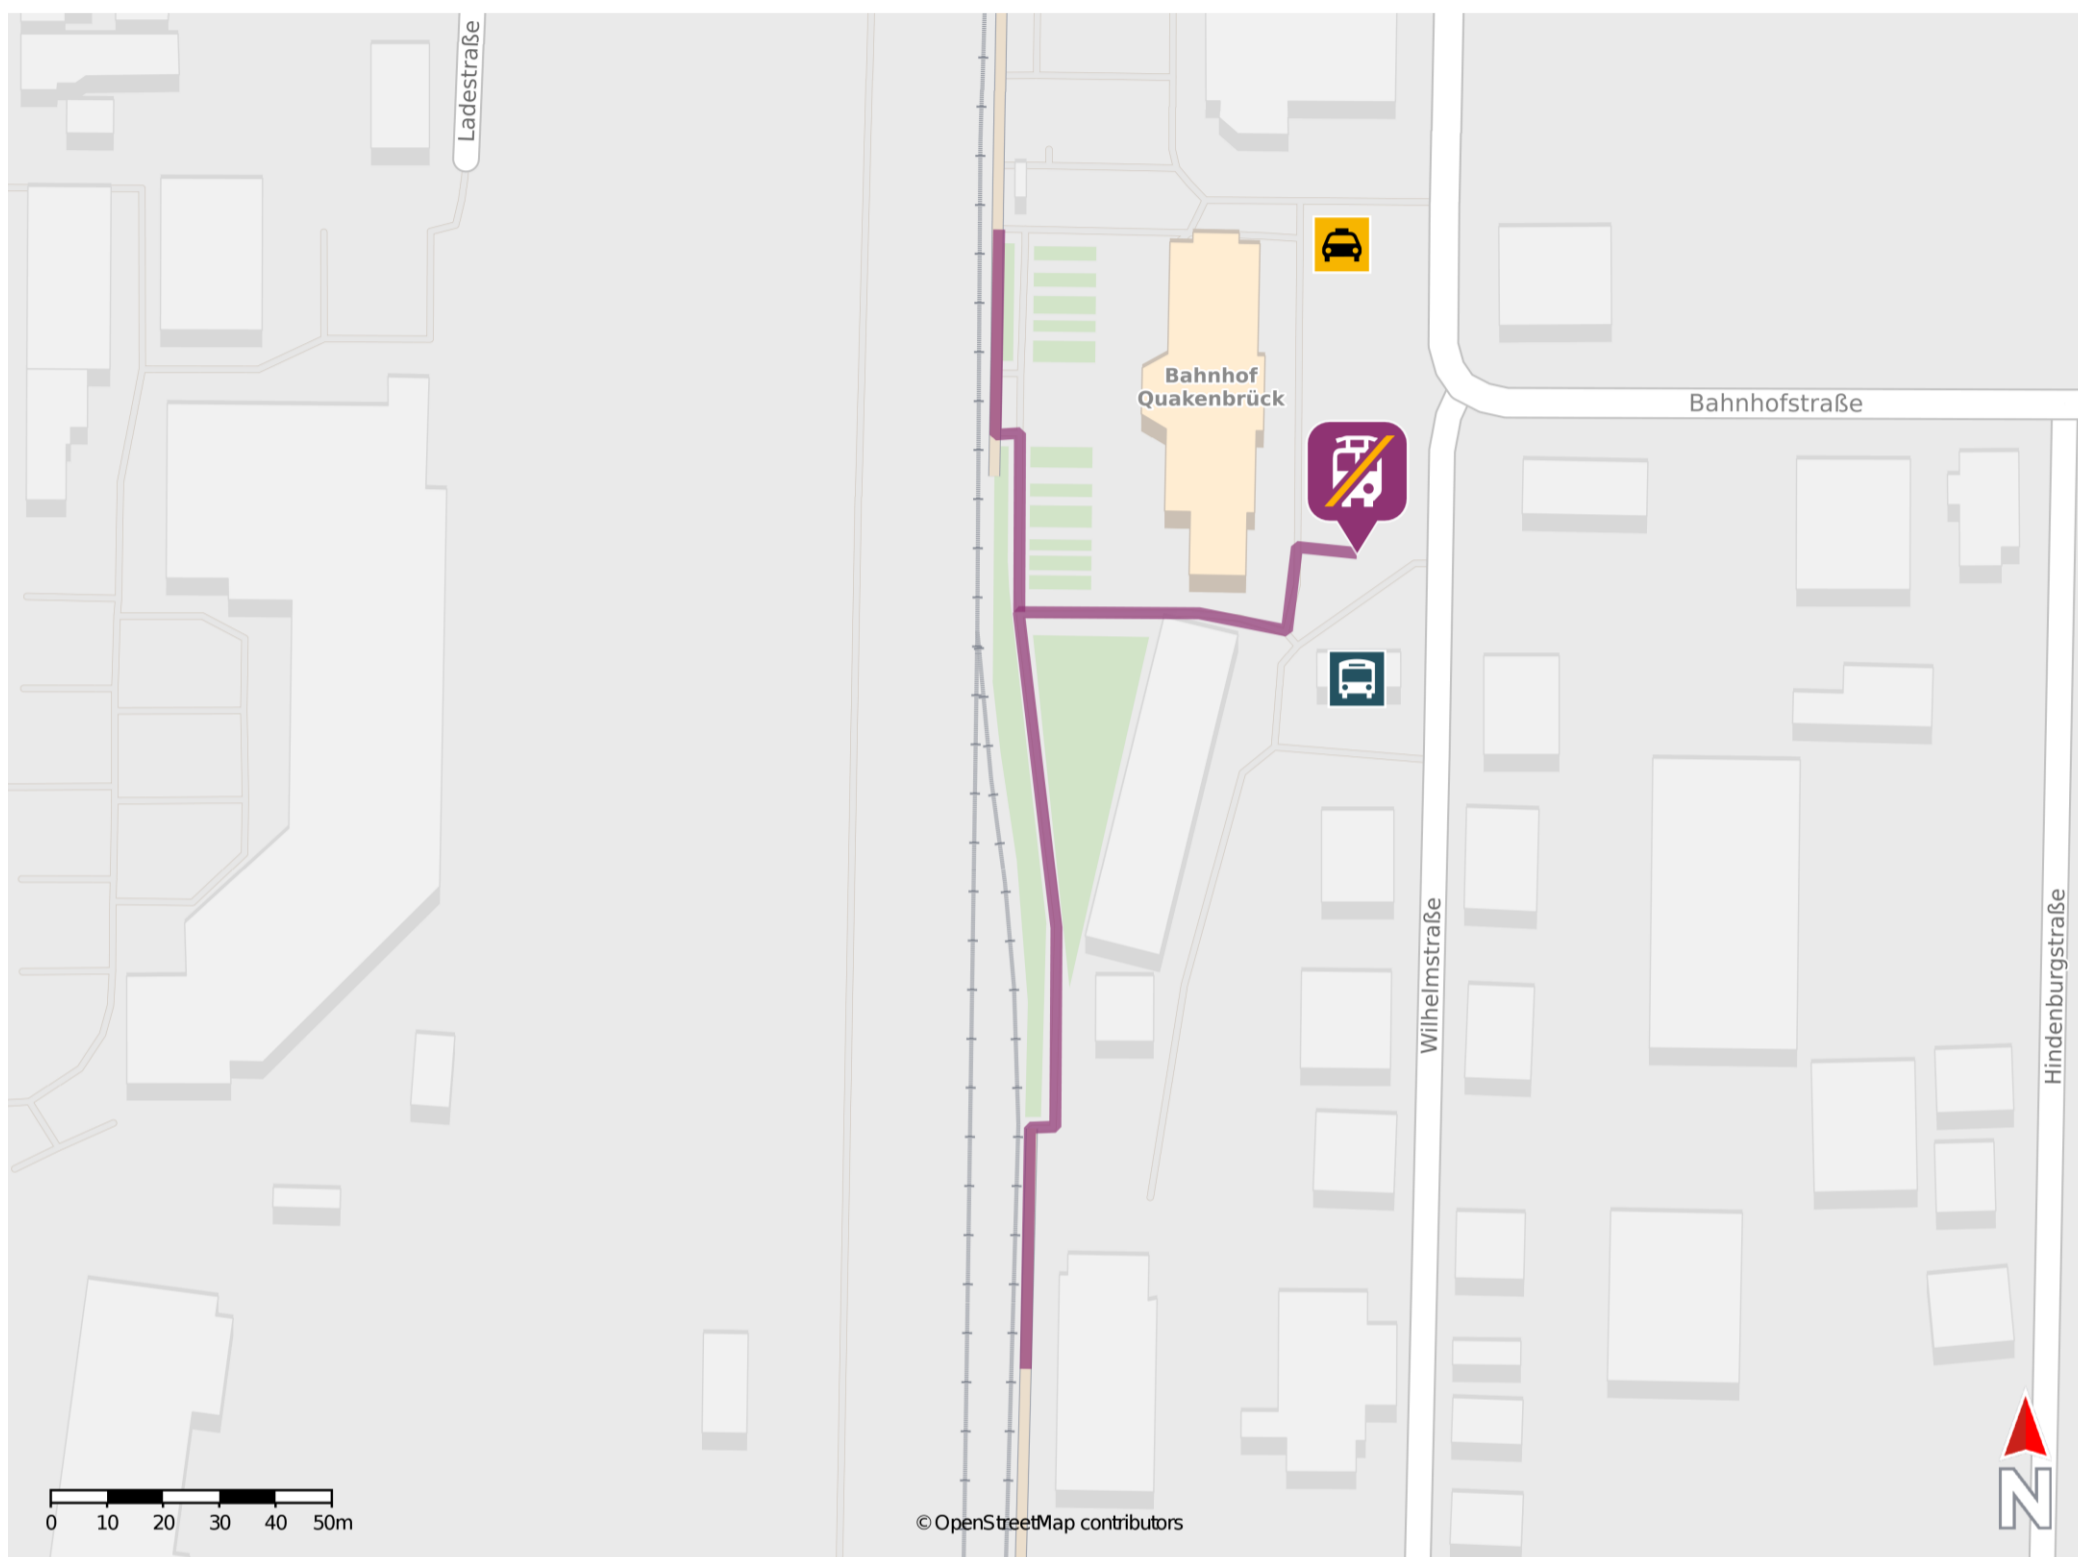 Ladestraße
Bahnhof
Quakenbrück
Bahnhofstraße
Wilhelmstraße
Hindenburgstraße
N
0 10 20 30 40 50m
© OpenStreetMap contributors